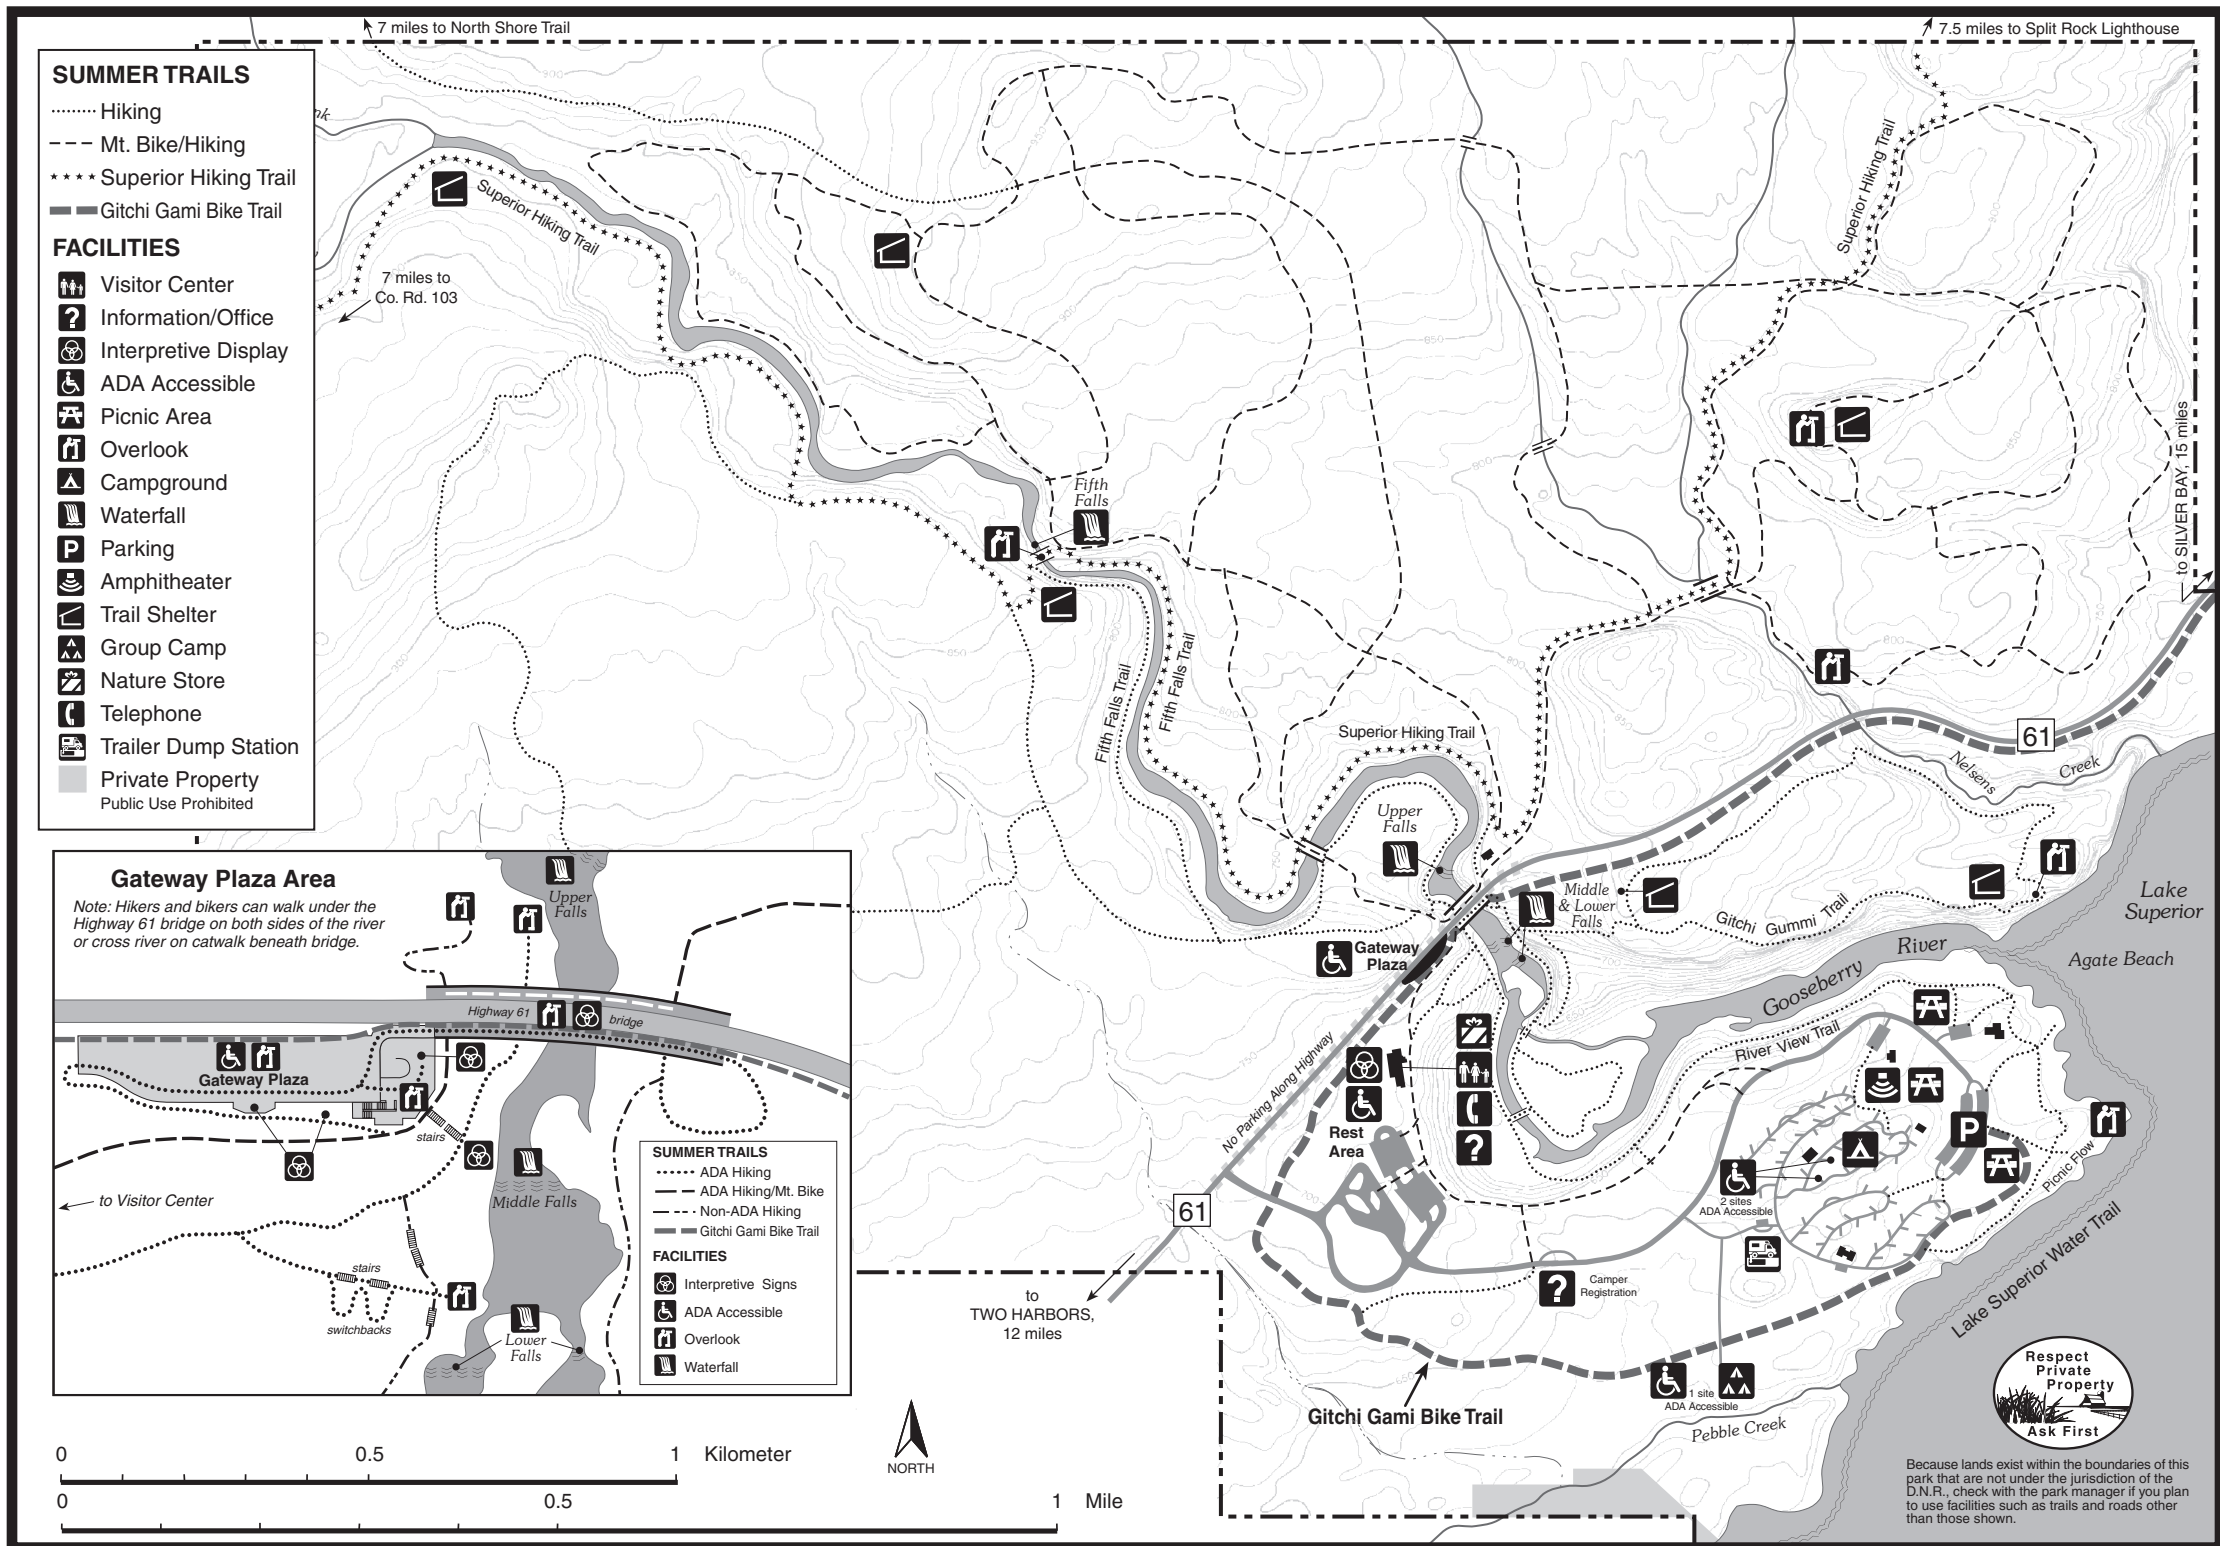 7 miles to North Shore Trail
7.5 miles to Split Rock Lighthouse
SUMMER TRAILS
Hiking
Mt. Bike/Hiking
Superior Hiking Trail
Gitchi Gami Bike Trail
FACILITIES
Visitor Center
? Information/Office
Interpretive Display
ADA Accessible
Picnic Area
Overlook
Campground
Waterfall
P Parking
Amphitheater
Trail Shelter
Group Camp
Nature Store
Telephone
Trailer Dump Station
Private Property
Public Use Prohibited
Superior Hiking Trail
7 miles to
Co. Rd. 103
Superior Hiking Trail
to SILVER BAY, 15 miles
Fifth
Falls
Fifth Falls Trail
Fifth Falls Trail
Superior Hiking Trail
Upper
Falls
61
Nelsens
Creek
Middle
& Lower
Falls
Gitchi Gummi Trail
Lake
Superior
Agate Beach
Gooseberry
River
River View Trail
Gateway
Plaza
No Parking Along Highway
Rest
Area
?
P
Picnic Flow
2 sites
ADA Accessible
61
?
Camper
Registration
Lake Superior Water Trail
to
TWO HARBORS,
12 miles
1 site
ADA Accessible
Gitchi Gami Bike Trail
Pebble Creek
Respect
Private
Property
Ask First
Because lands exist within the boundaries of this
park that are not under the jurisdiction of the
D.N.R., check with the park manager if you plan
to use facilities such as trails and roads other
than those shown.
Gateway Plaza Area
Note: Hikers and bikers can walk under the
Highway 61 bridge on both sides of the river
or cross river on catwalk beneath bridge.
Upper
Falls
Highway 61
bridge
Gateway Plaza
stairs
to Visitor Center
Middle Falls
stairs
switchbacks
Lower
Falls
SUMMER TRAILS
ADA Hiking
ADA Hiking/Mt. Bike
Non-ADA Hiking
Gitchi Gami Bike Trail
FACILITIES
Interpretive Signs
ADA Accessible
Overlook
Waterfall
0 0.5 1 Kilometer
0 0.5 1 Mile
NORTH